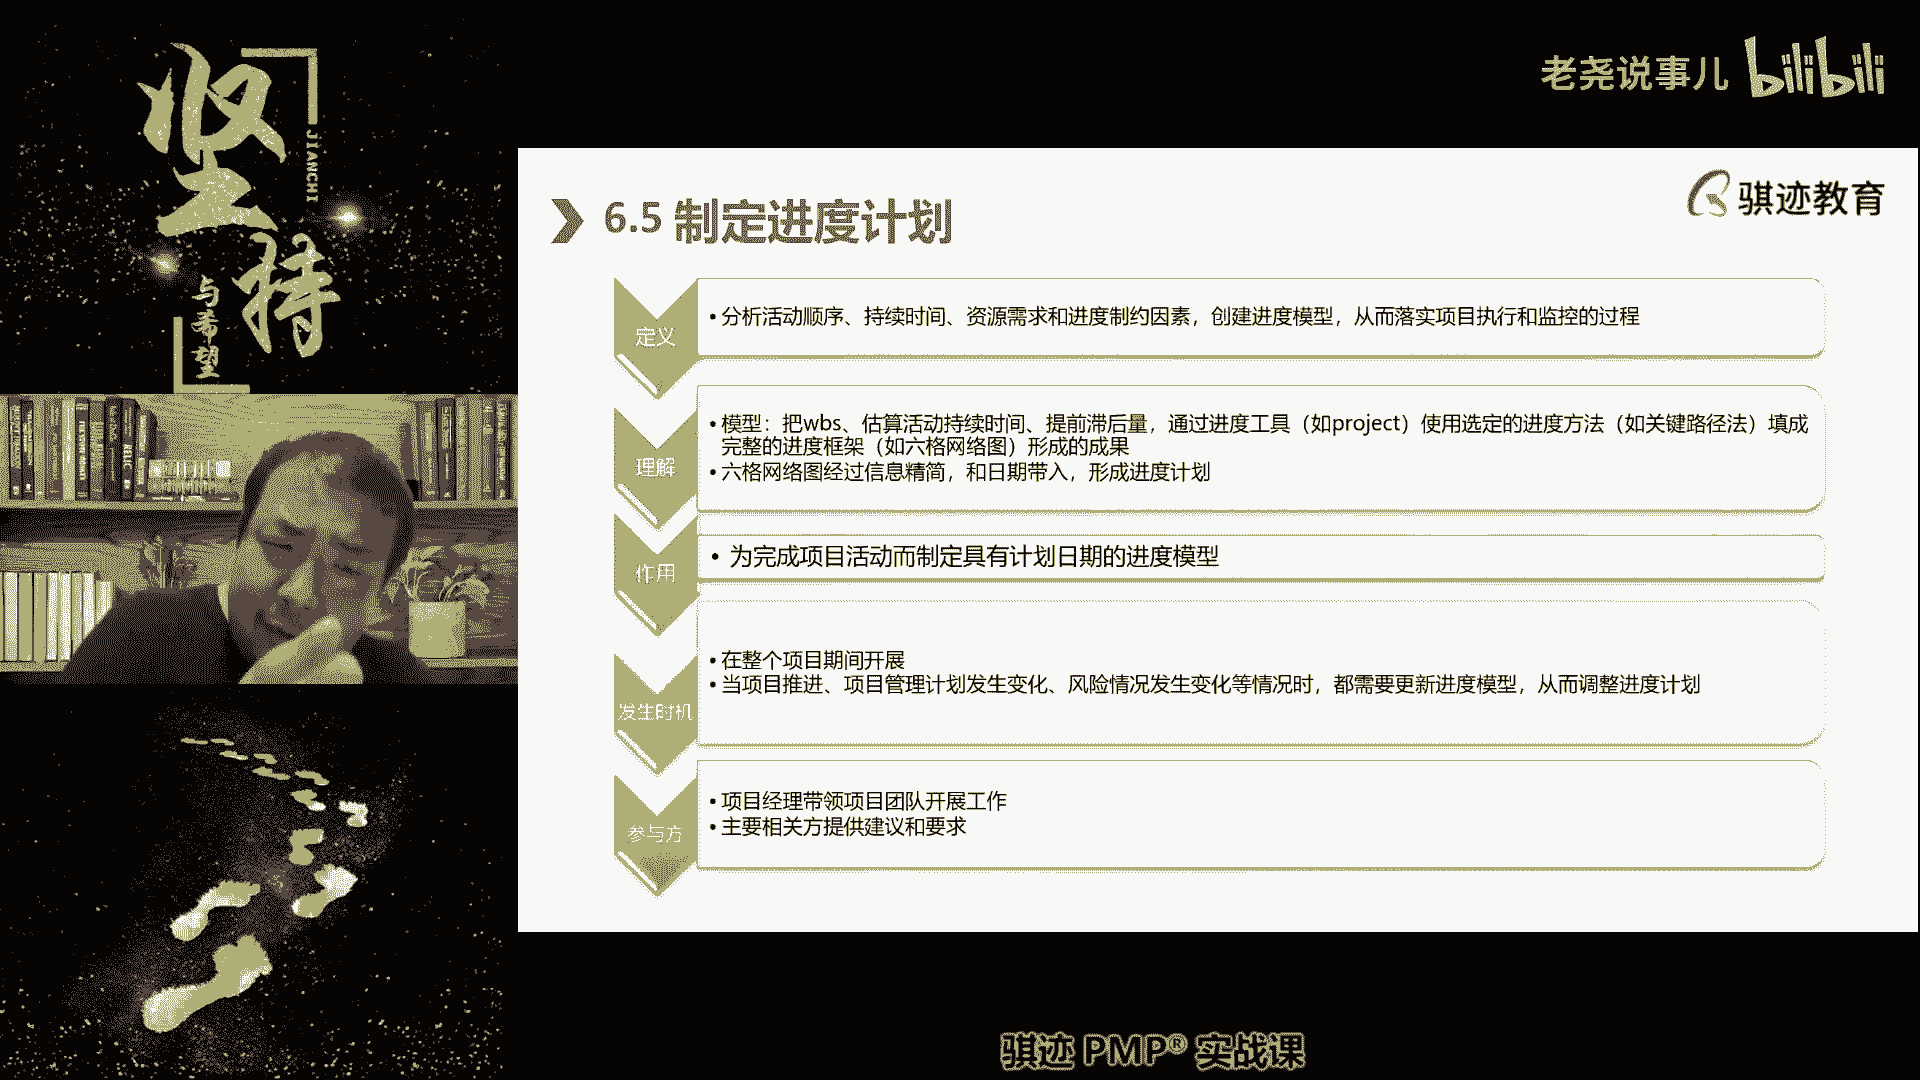 坚持
JIANCHI
与希望
老尧说事儿 bilibili
骐迹教育
6.5 制定进度计划
定义
• 分析活动顺序、持续时间、资源需求和进度制约因素，创建进度模型，从而落实项目执行和监控的过程
理解
• 模型：把wbs、估算活动持续时间、提前滞后量，通过进度工具（如project）使用选定的进度方法（如关键路径法）填成
完整的进度框架（如六格网络图）形成的成果
• 六格网络图经过信息精简，和日期带入，形成进度计划
作用
• 为完成项目活动而制定具有计划日期的进度模型
发生时机
• 在整个项目期间开展
• 当项目推进、项目管理计划发生变化、风险情况发生变化等情况时，都需要更新进度模型，从而调整进度计划
参与方
• 项目经理带领项目团队开展工作
• 主要相关方提供建议和要求
骐迹 PMP® 实战课